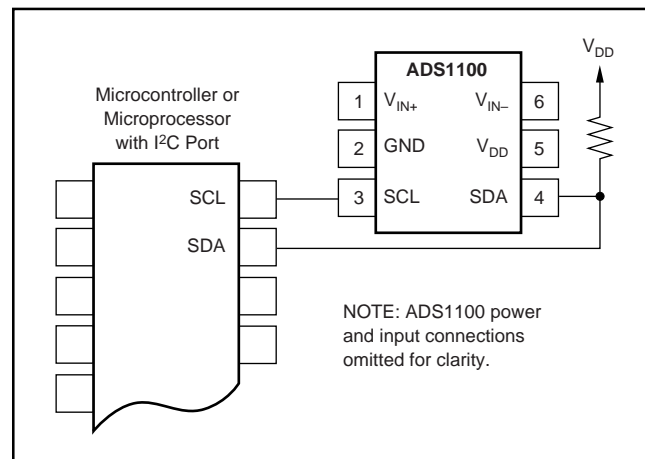 V_DD
ADS1100
Microcontroller or
Microprocessor
with I²C Port
1 V_IN+ V_IN– 6
2 GND V_DD 5
3 SCL SDA 4
SCL
SDA
NOTE: ADS1100 power
and input connections
omitted for clarity.